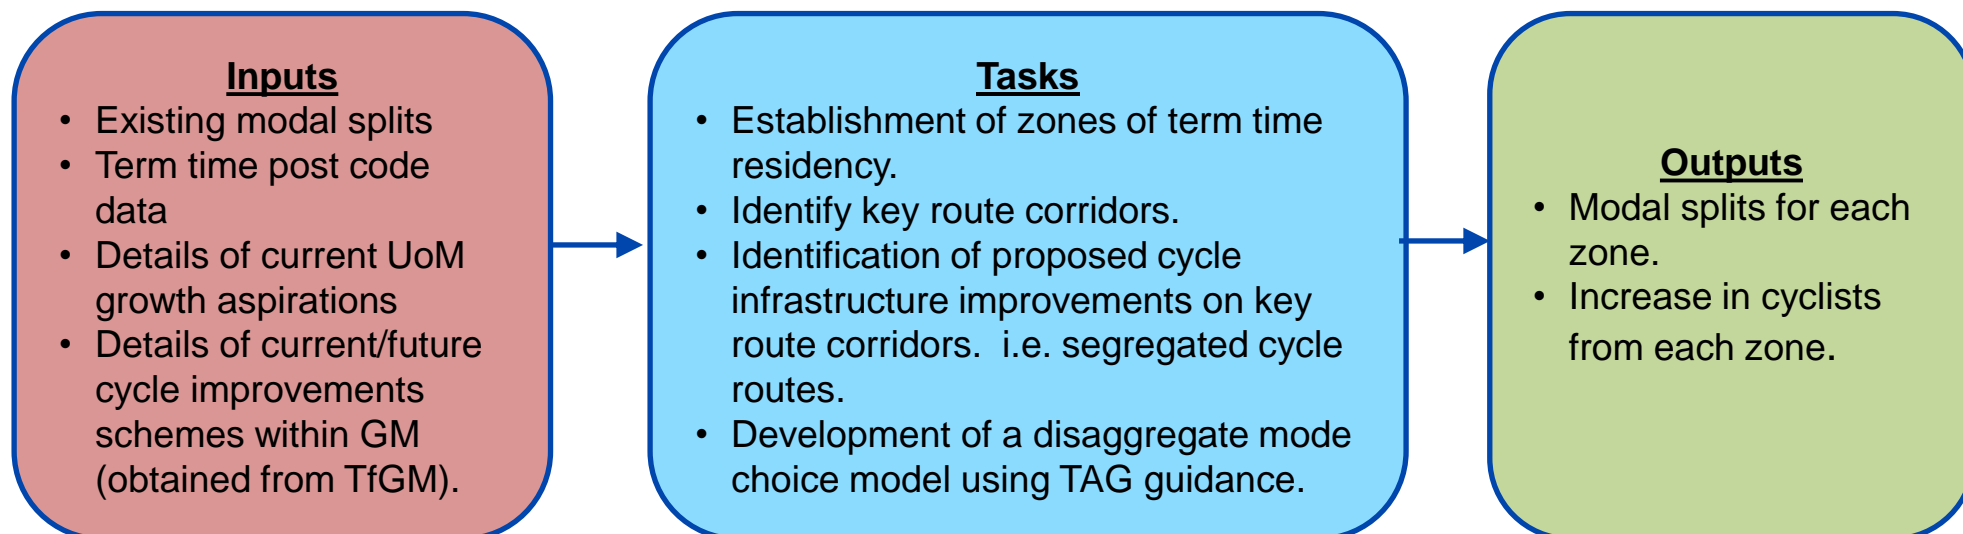 Inputs
• Existing modal splits
• Term time post code
data
• Details of current UoM
growth aspirations
• Details of current/future
cycle improvements
schemes within GM
(obtained from TfGM).
Tasks
• Establishment of zones of term time
residency.
• Identify key route corridors.
• Identification of proposed cycle
infrastructure improvements on key
route corridors.  i.e. segregated cycle
routes.
• Development of a disaggregate mode
choice model using TAG guidance.
Outputs
• Modal splits for each
zone.
• Increase in cyclists
from each zone.